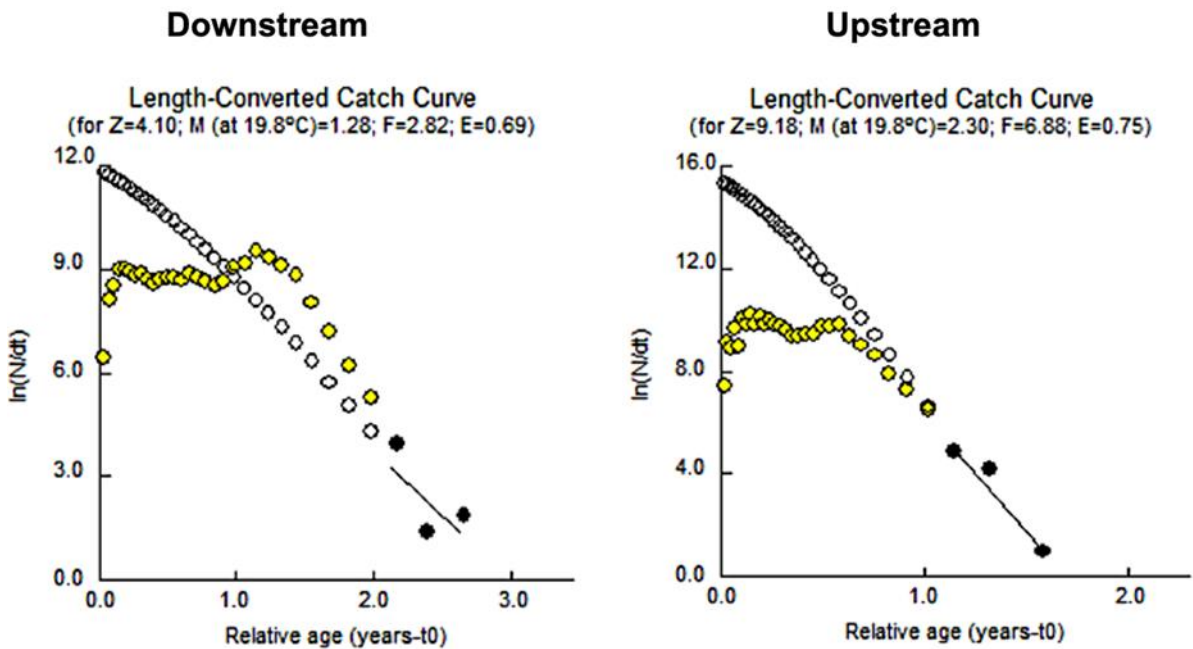 Downstream
Length-Converted Catch Curve
(for Z=4.10; M (at 19.8ºC)=1.28; F=2.82; E=0.69)
12.0
9.0
6.0
3.0
0.0
ln(N/dt)
0.0 1.0 2.0 3.0
Relative age (years-t0)
Upstream
Length-Converted Catch Curve
(for Z=9.18; M (at 19.8ºC)=2.30; F=6.88; E=0.75)
16.0
12.0
8.0
4.0
0.0
ln(N/dt)
0.0 1.0 2.0
Relative age (years-t0)